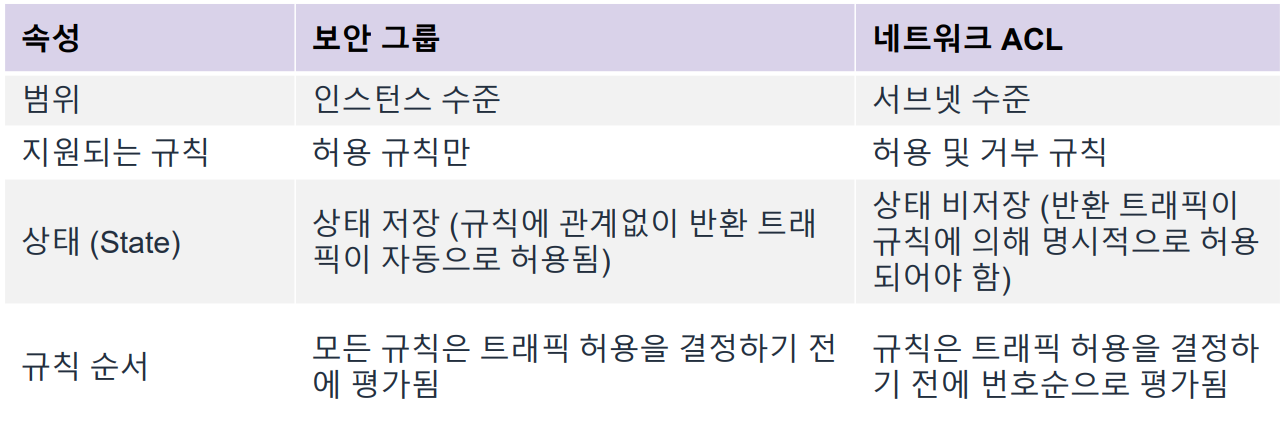 속성
보안 그룹
네트워크 ACL
범위
인스턴스 수준
서브넷 수준
지원되는 규칙
허용 규칙만
허용 및 거부 규칙
상태 (State)
상태 저장 (규칙에 관계없이 반환 트래
픽이 자동으로 허용됨)
상태 비저장 (반환 트래픽이
규칙에 의해 명시적으로 허용
되어야 함)
규칙 순서
모든 규칙은 트래픽 허용을 결정하기 전
에 평가됨
규칙은 트래픽 허용을 결정하
기 전에 번호순으로 평가됨